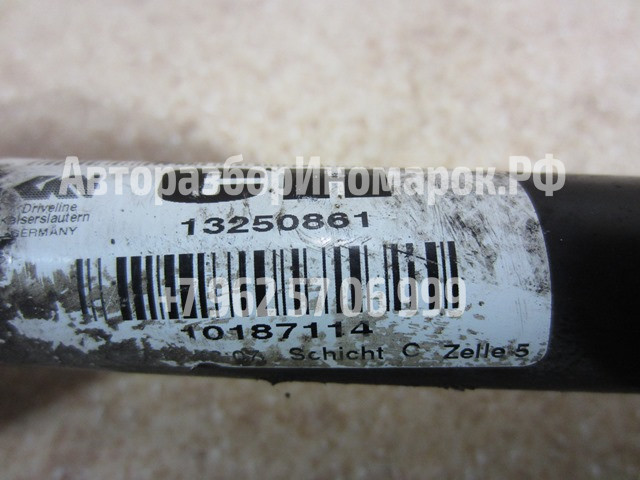 АвторазборИномарок.РФ
Driveline
Kaiserslautern
GERMANY
13250861
+79625706999
10187114
Schicht C Zelle 5